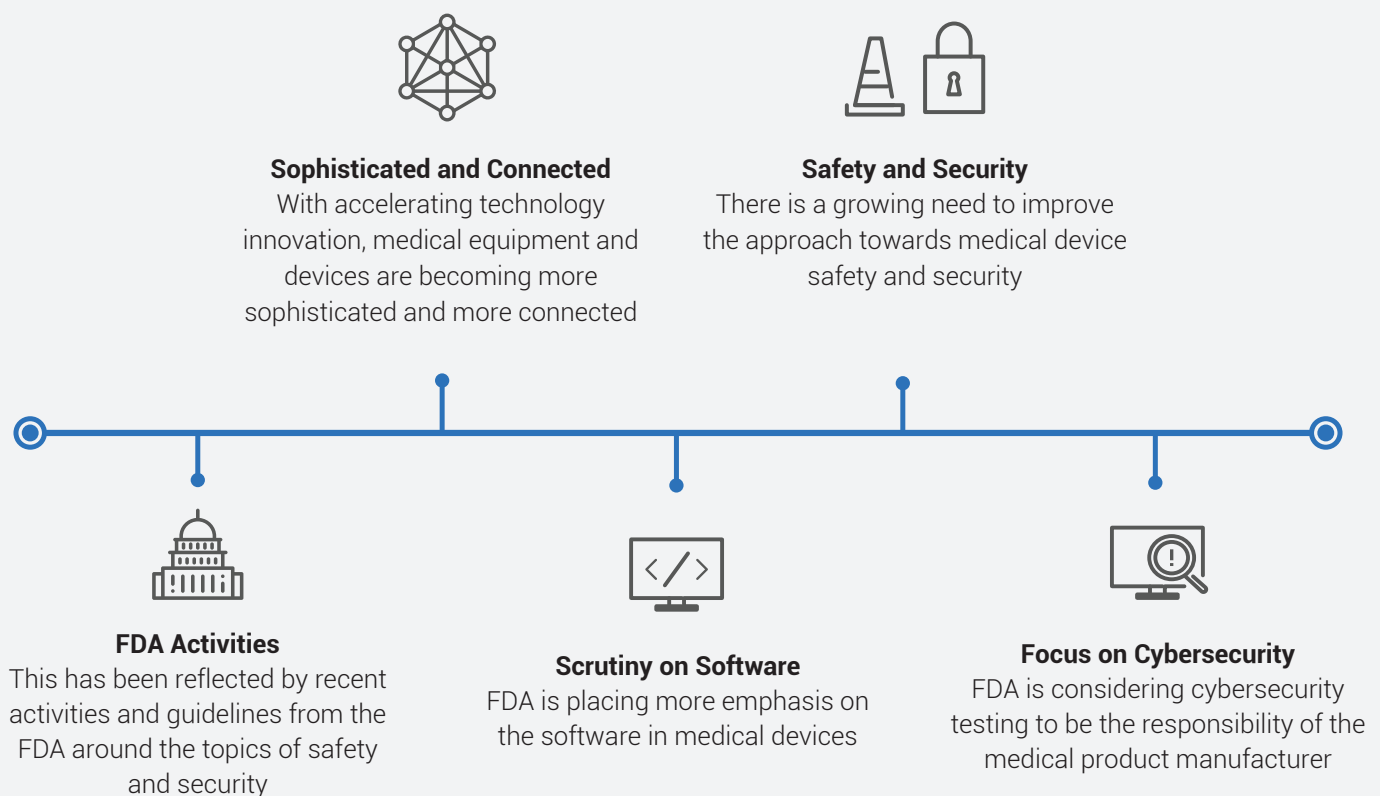 Sophisticated and Connected
With accelerating technology
innovation, medical equipment and
devices are becoming more
sophisticated and more connected
Safety and Security
There is a growing need to improve
the approach towards medical device
safety and security
FDA Activities
This has been reflected by recent
activities and guidelines from the
FDA around the topics of safety
and security
Scrutiny on Software
FDA is placing more emphasis on
the software in medical devices
Focus on Cybersecurity
FDA is considering cybersecurity
testing to be the responsibility of the
medical product manufacturer